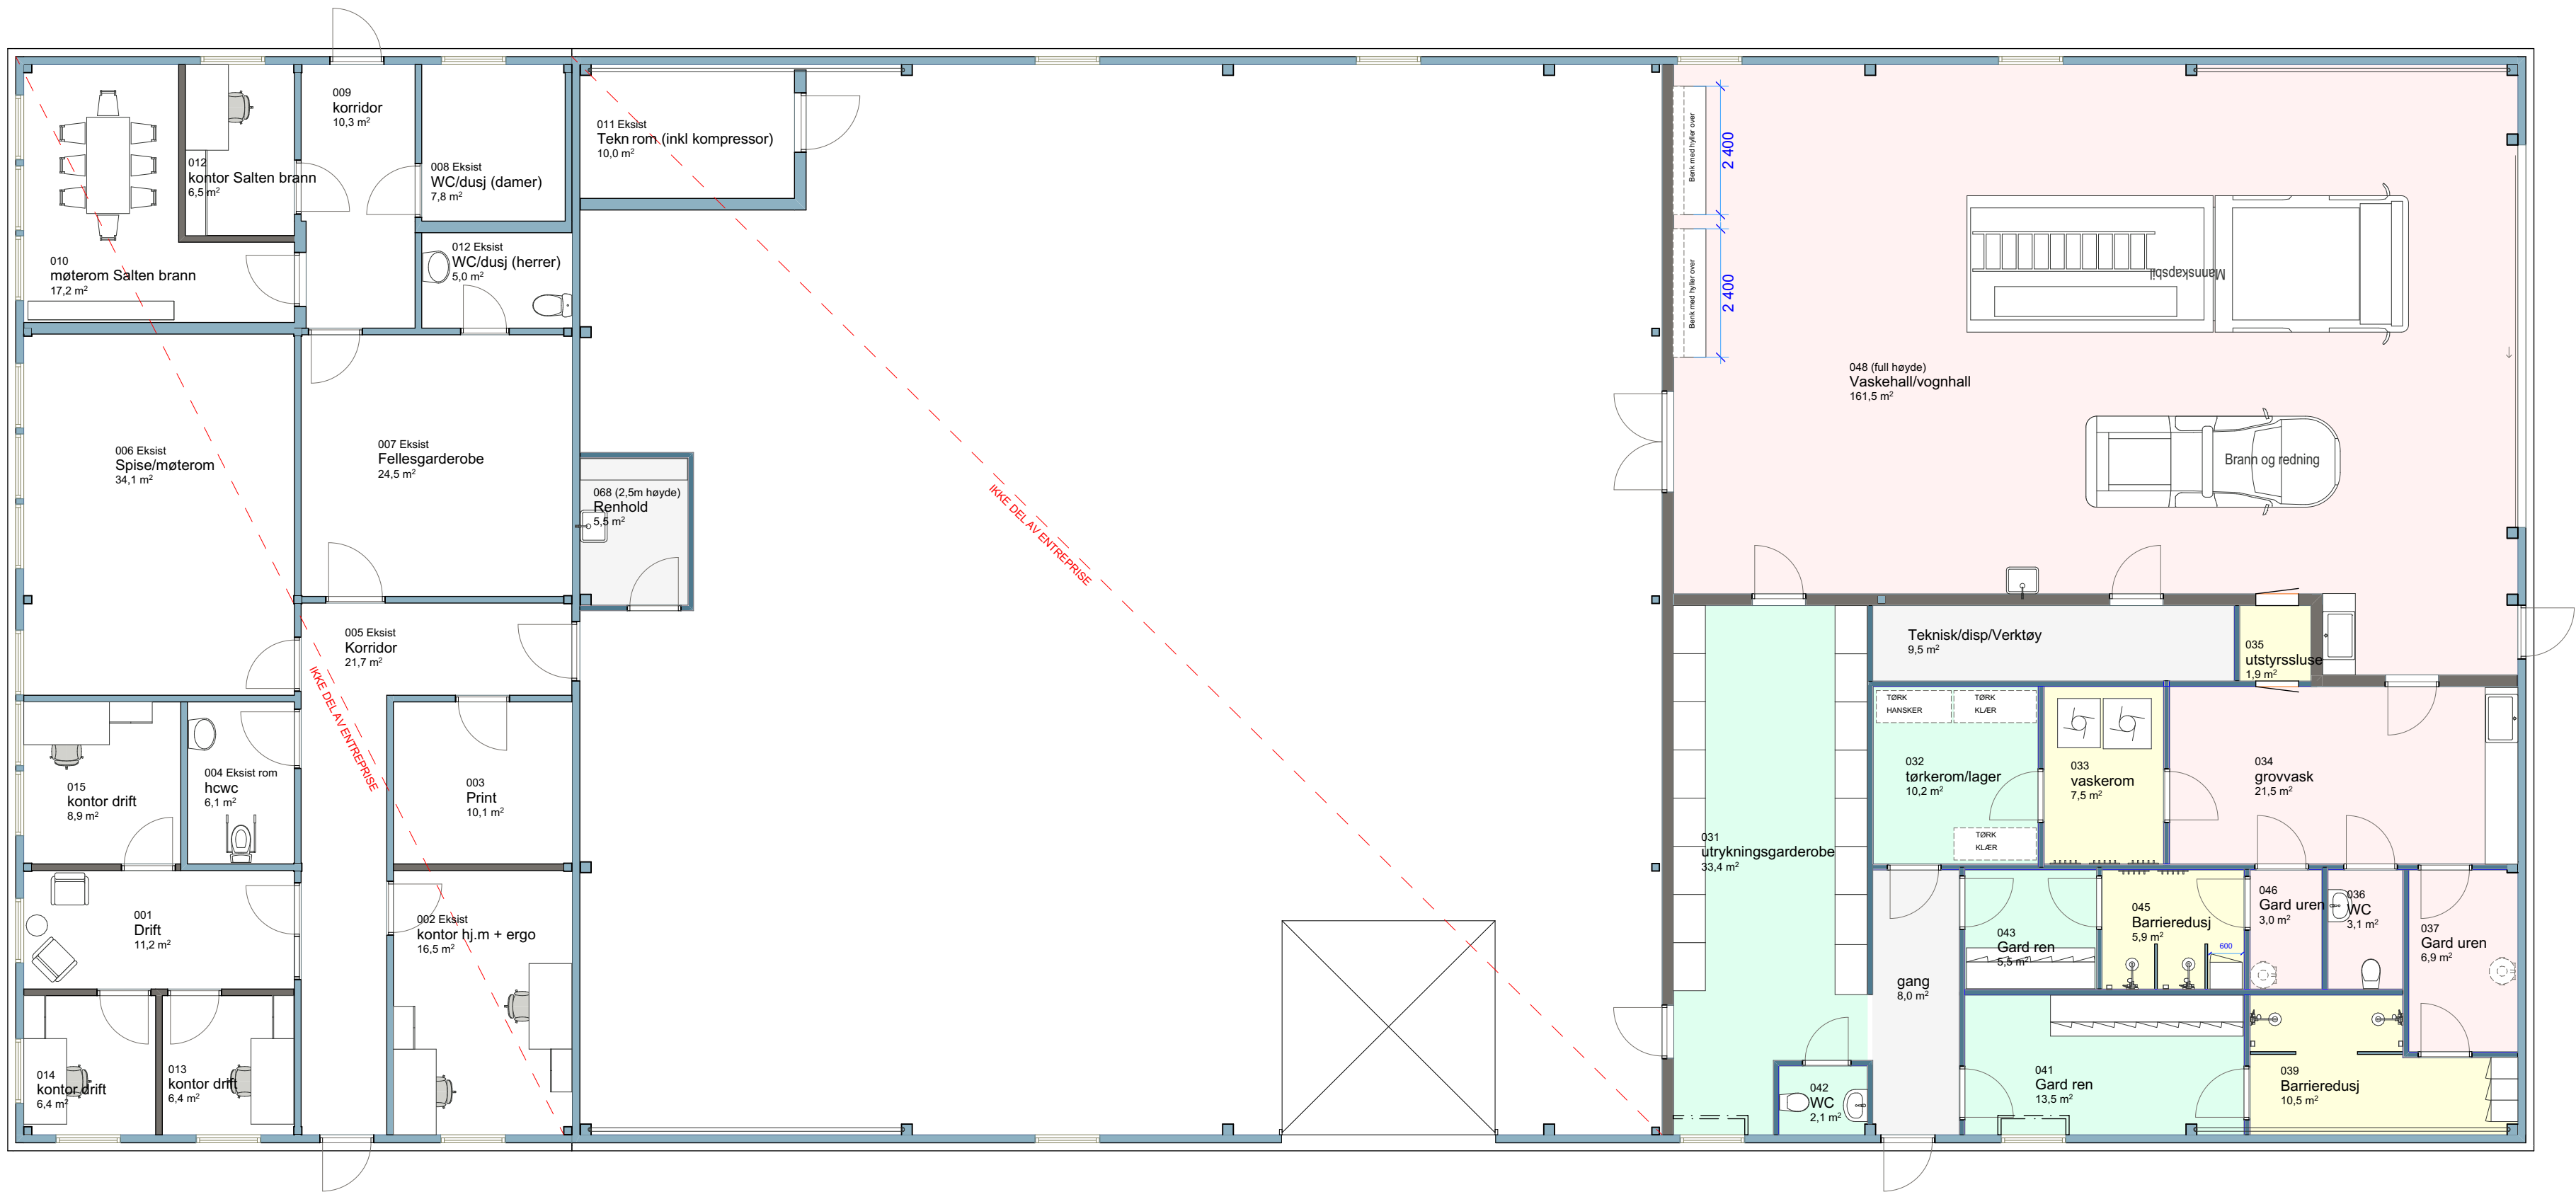 009
korridor
10,3 m²
012
kontor Salten brann
6,5 m²
008 Eksist
WC/dusj (damer)
7,8 m²
010
møterom Salten brann
17,2 m²
012 Eksist
WC/dusj (herrer)
5,0 m²
011 Eksist
Tekn rom (inkl kompressor)
10,0 m²
006 Eksist
Spise/møterom
34,1 m²
007 Eksist
Fellesgarderobe
24,5 m²
068 (2,5m høyde)
Renhold
5,5 m²
005 Eksist
Korridor
21,7 m²
IKKE DEL AV ENTREPRISE
IKKE DEL AV ENTREPRISE
015
kontor drift
8,9 m²
004 Eksist rom
hcwc
6,1 m²
003
Print
10,1 m²
001
Drift
11,2 m²
002 Eksist
kontor hj.m + ergo
16,5 m²
014
kontor drift
6,4 m²
013
kontor drift
6,4 m²
Benk med hyller over
2 400
Benk med hyller over
2 400
Mannskapsbil
048 (full høyde)
Vaskehall/vognhall
161,5 m²
Brann og redning
Teknisk/disp/Verktøy
9,5 m²
035
utstyrssluse
1,9 m²
TØRK
HANSKER
TØRK
KLÆR
032
tørkerom/lager
10,2 m²
TØRK
KLÆR
033
vaskerom
7,5 m²
034
grovvask
21,5 m²
031
utrykningsgarderobe
33,4 m²
043
Gard ren
5,5 m²
045
Barrieredusj
5,9 m²
600
046
Gard uren
3,0 m²
036
WC
3,1 m²
037
Gard uren
6,9 m²
gang
8,0 m²
042
WC
2,1 m²
041
Gard ren
13,5 m²
039
Barrieredusj
10,5 m²